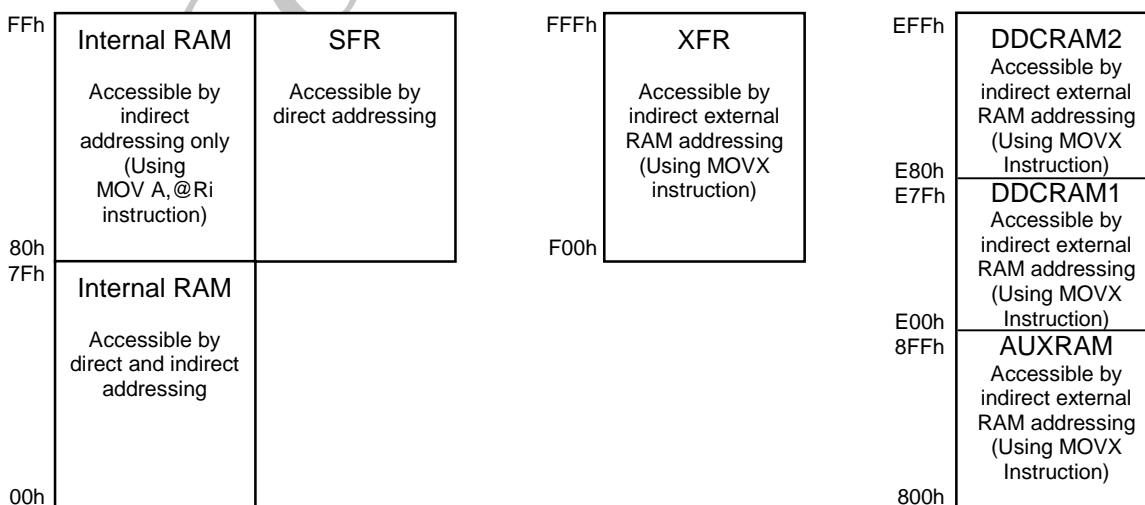 FFh
Internal RAM
Accessible by
indirect
addressing only
(Using
MOV A,@Ri
instruction)
80h
SFR
Accessible by
direct addressing
7Fh
Internal RAM
Accessible by
direct and indirect
addressing
00h
FFFh
XFR
Accessible by
indirect external
RAM addressing
(Using MOVX
instruction)
F00h
EFFh
DDCRAM2
Accessible by
indirect external
RAM addressing
(Using MOVX
Instruction)
E80h
E7Fh
DDCRAM1
Accessible by
indirect external
RAM addressing
(Using MOVX
Instruction)
E00h
8FFh
AUXRAM
Accessible by
indirect external
RAM addressing
(Using MOVX
Instruction)
800h